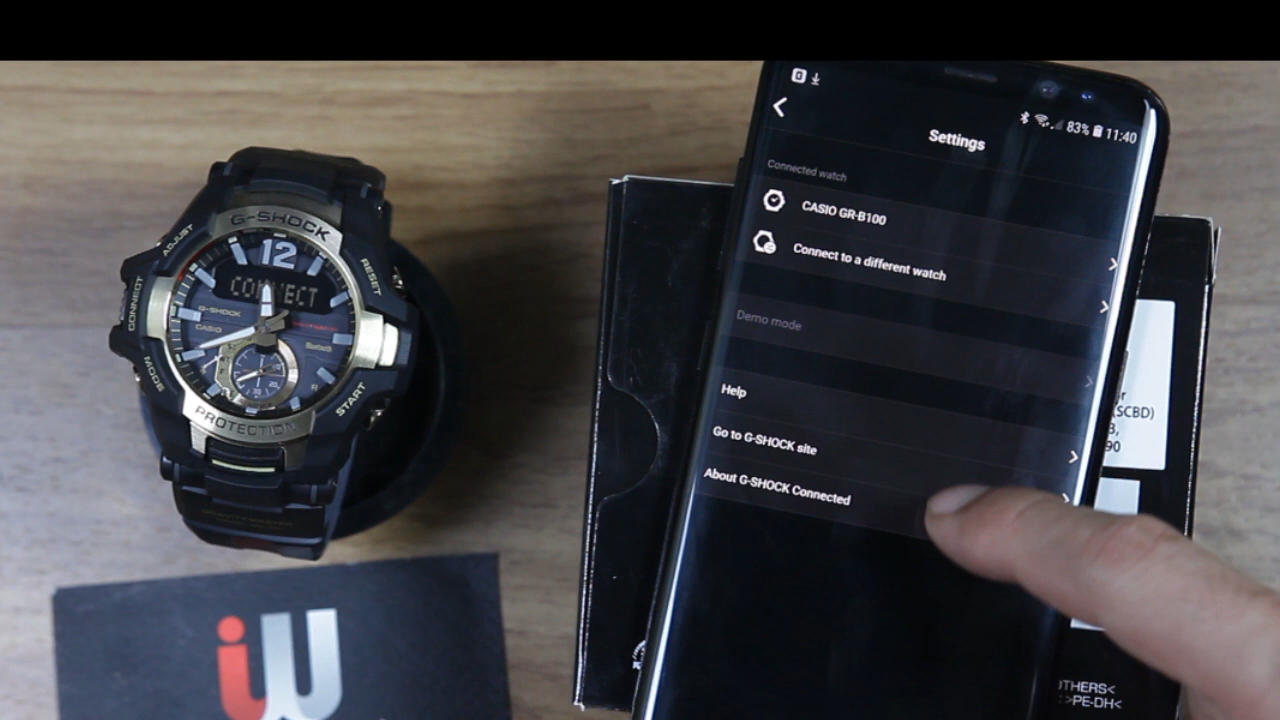 G-SHOCK
ADJUST
RESET
CONNECT
12
CONNECT
G-SHOCK
CASIO
Bluetooth
R
MODE
START
PROTECTION
iW
83% 11:40
Settings
Connected watch
CASIO GR-B100
Connect to a different watch
Demo mode
Help
Go to G-SHOCK site
About G-SHOCK Connected
(SCBD)
90
OTHERS<
>PE-DH<